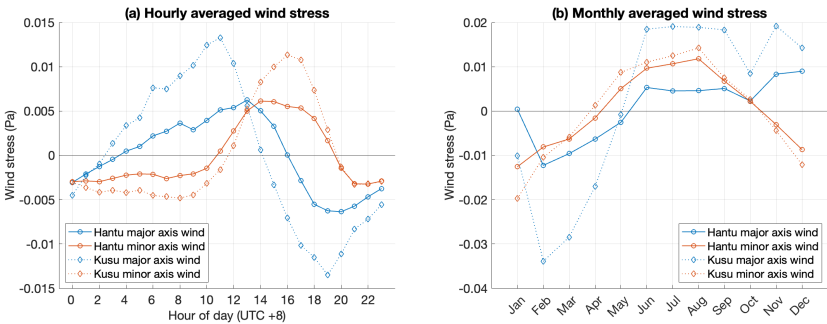 (a) Hourly averaged wind stress
Wind stress (Pa)
0.015
0.01
0.005
0
-0.005
-0.01
-0.015
0 2 4 6 8 10 12 14 16 18 20 22
Hour of day (UTC +8)
Hantu major axis wind
Hantu minor axis wind
Kusu major axis wind
Kusu minor axis wind
(b) Monthly averaged wind stress
Wind stress (Pa)
0.02
0.01
0
-0.01
-0.02
-0.03
-0.04
Jan Feb Mar Apr May Jun Jul Aug Sep Oct Nov Dec
Hantu major axis wind
Hantu minor axis wind
Kusu major axis wind
Kusu minor axis wind